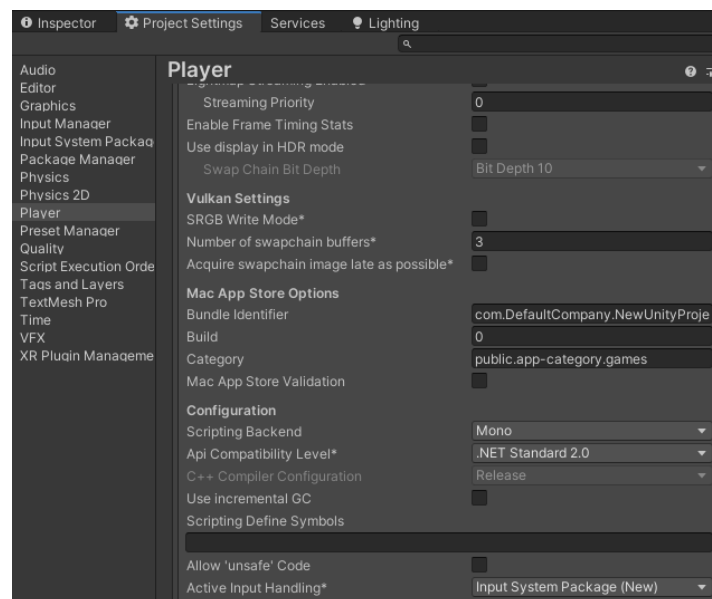 Inspector Project Settings Services Lighting
Player
Audio
Editor
Graphics
Input Manager
Input System Packag
Package Manager
Physics
Physics 2D
Player
Preset Manager
Quality
Script Execution Orde
Tags and Layers
TextMesh Pro
Time
VFX
XR Plugin Manageme
Streaming Priority 0
Enable Frame Timing Stats
Use display in HDR mode
Swap Chain Bit Depth Bit Depth 10
Vulkan Settings
SRGB Write Mode*
Number of swapchain buffers* 3
Acquire swapchain image late as possible*
Mac App Store Options
Bundle Identifier com.DefaultCompany.NewUnityProje
Build 0
Category public.app-category.games
Mac App Store Validation
Configuration
Scripting Backend Mono
Api Compatibility Level* .NET Standard 2.0
C++ Compiler Configuration Release
Use incremental GC
Scripting Define Symbols
Allow 'unsafe' Code
Active Input Handling* Input System Package (New)